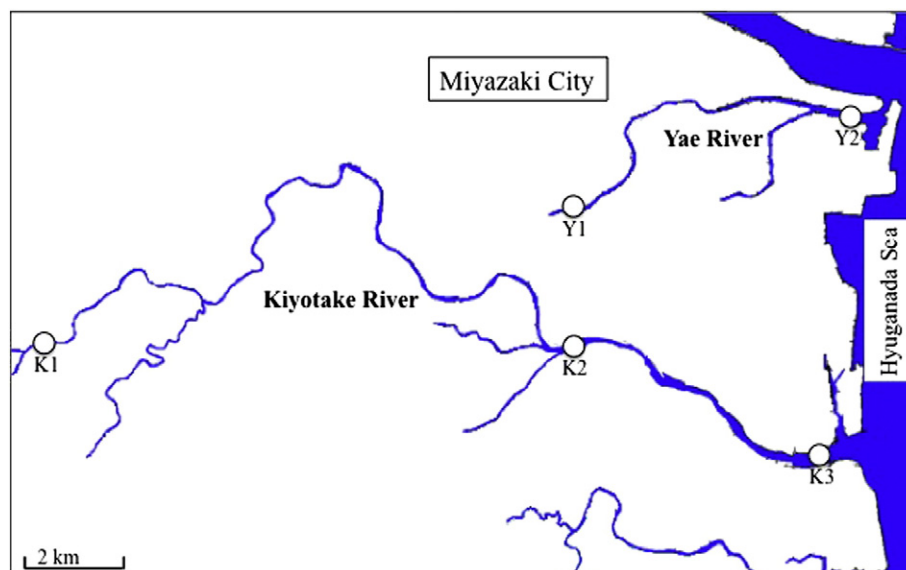 Miyazaki City
Yae River
Y2
Y1
Hyuganada Sea
Kiyotake River
K1
K2
K3
2 km